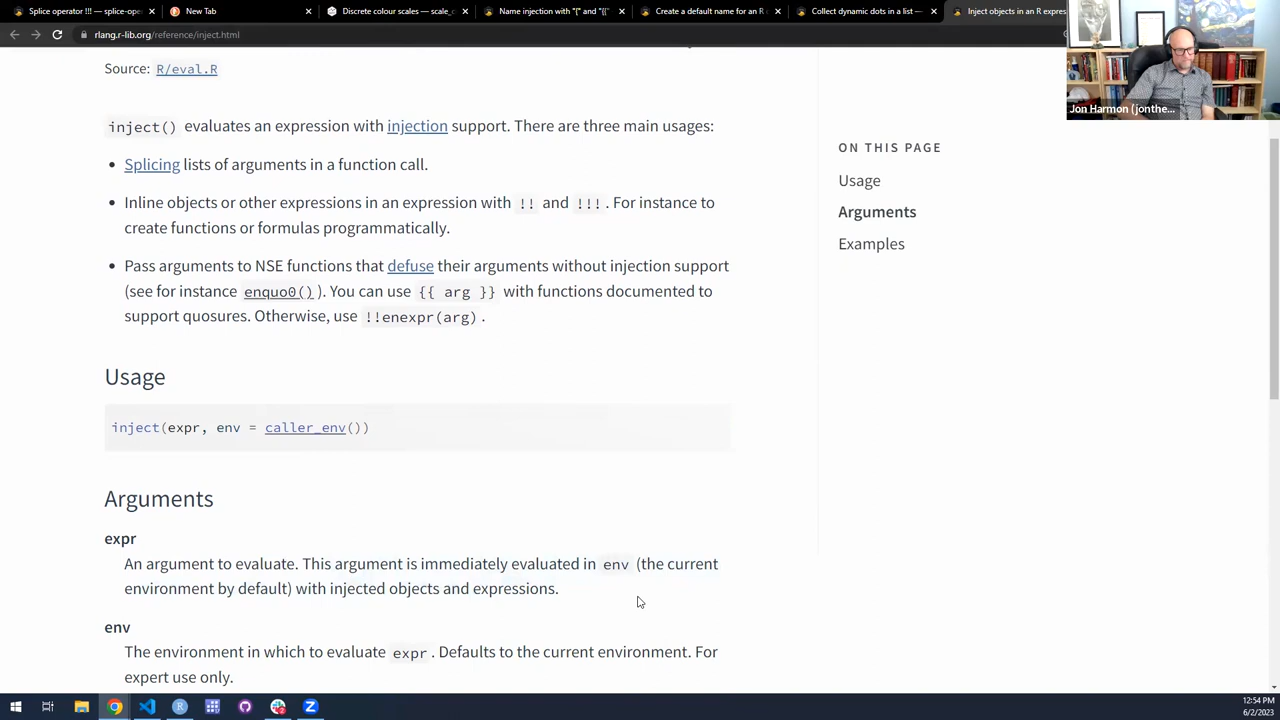 Splice operator !!! — splice-ope
New Tab
Discrete colour scales — scale_c
Name injection with "{" and "{{"
Create a default name for an R
Collect dynamic dots in a list —
Inject objects in an R expres
rlang.r-lib.org/reference/inject.html
Jon Harmon (jonthe...
Source: R/eval.R
inject() evaluates an expression with injection support. There are three main usages:
• Splicing lists of arguments in a function call.
• Inline objects or other expressions in an expression with !! and !!!. For instance to
create functions or formulas programmatically.
• Pass arguments to NSE functions that defuse their arguments without injection support
(see for instance enquo0()). You can use {{ arg }} with functions documented to
support quosures. Otherwise, use !!enexpr(arg).
ON THIS PAGE
Usage
Arguments
Examples
Usage
inject(expr, env = caller_env())
Arguments
expr
An argument to evaluate. This argument is immediately evaluated in env (the current
environment by default) with injected objects and expressions.
env
The environment in which to evaluate expr. Defaults to the current environment. For
expert use only.
12:54 PM
6/2/2023